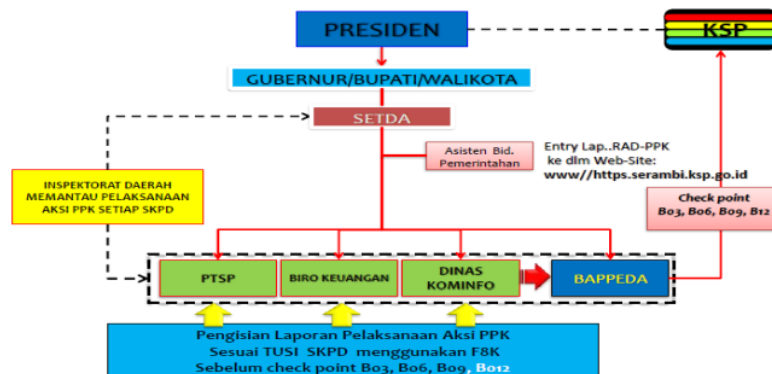 PRESIDEN
KSP
GUBERNUR/BUPATI/WALIKOTA
SETDA
Asisten Bid.
Pemerintahan
Entry Lap..RAD-PPK
ke dlm Web-Site:
www//https.serambi.ksp.go.id
INSPEKTORAT DAERAH
MEMANTAU PELAKSANAAN
AKSI PPK SETIAP SKPD
Check point
B03, B06, B09, B12
PTSP
BIRO KEUANGAN
DINAS
KOMINFO
BAPPEDA
Pengisian Laporan Pelaksanaan Aksi PPK
Sesuai TUSI SKPD menggunakan F8K
Sebelum check point B03, B06, B09, B012